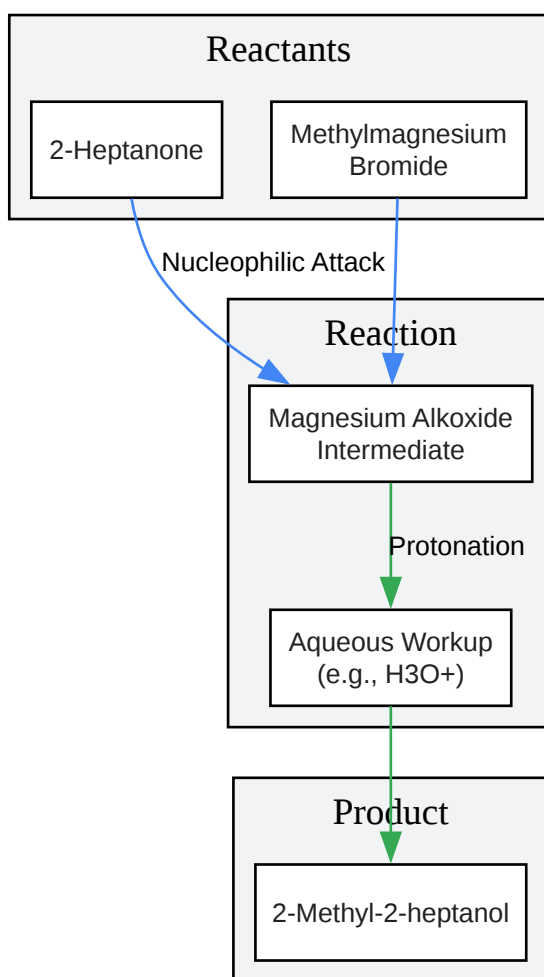 Reactants
2-Heptanone
Methylmagnesium
Bromide
Nucleophilic Attack
Reaction
Magnesium Alkoxide
Intermediate
Protonation
Aqueous Workup
(e.g., H3O+)
Product
2-Methyl-2-heptanol